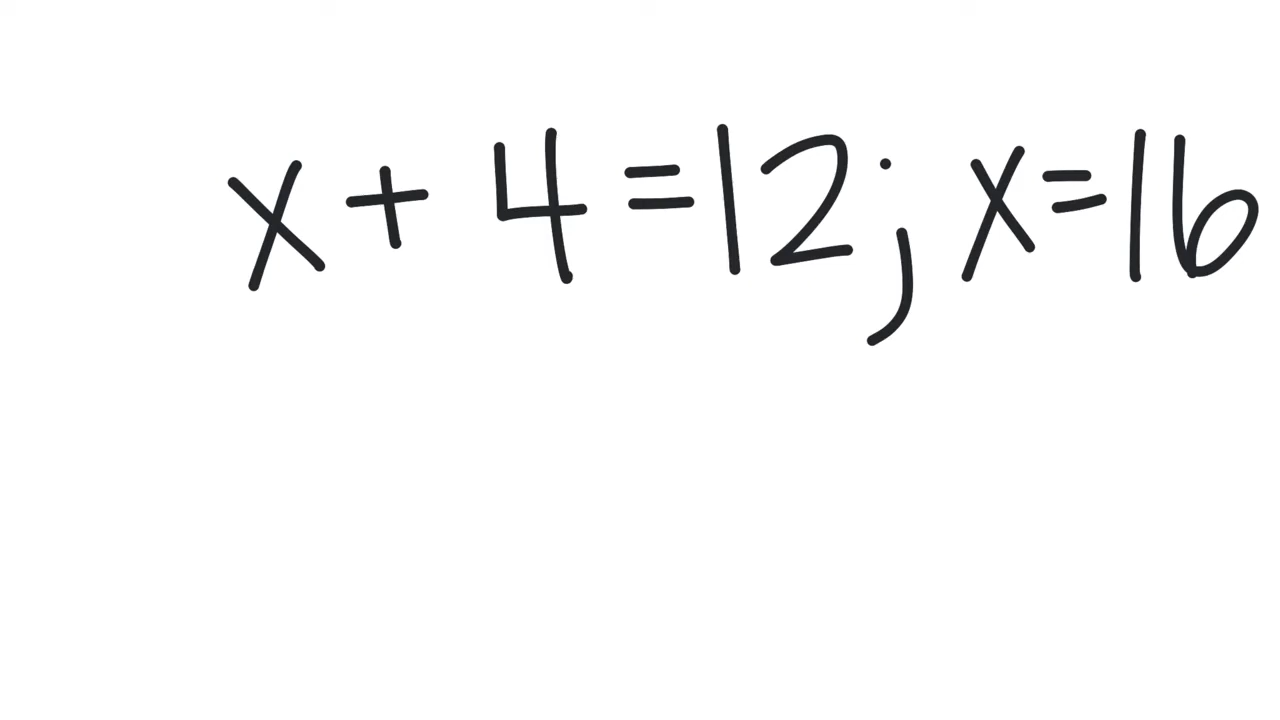 x + 4 = 12; x = 16